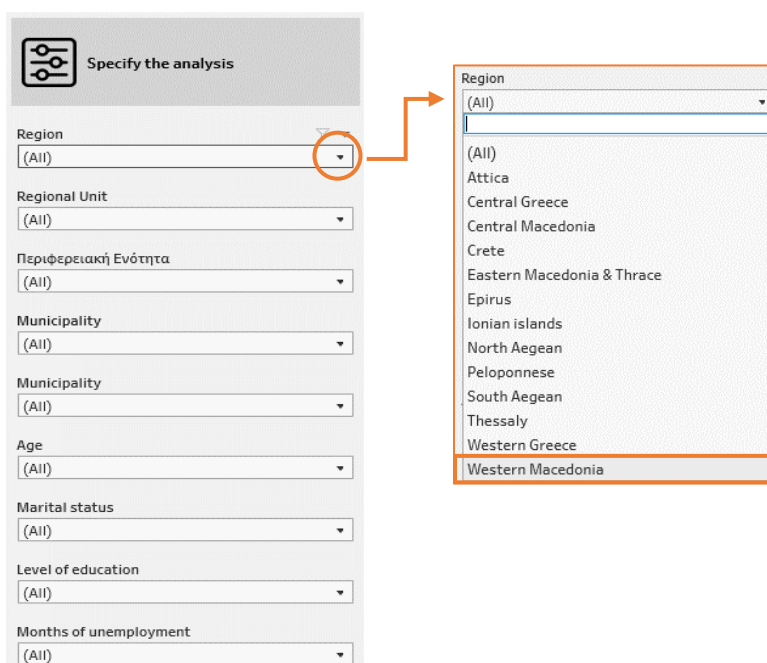 Specify the analysis
Region
(All)
Regional Unit
(All)
Περιφερειακή Ενότητα
(All)
Municipality
(All)
Municipality
(All)
Age
(All)
Marital status
(All)
Level of education
(All)
Months of unemployment
(All)
Region
(All)
(All)
Attica
Central Greece
Central Macedonia
Crete
Eastern Macedonia & Thrace
Epirus
Ionian islands
North Aegean
Peloponnese
South Aegean
Thessaly
Western Greece
Western Macedonia